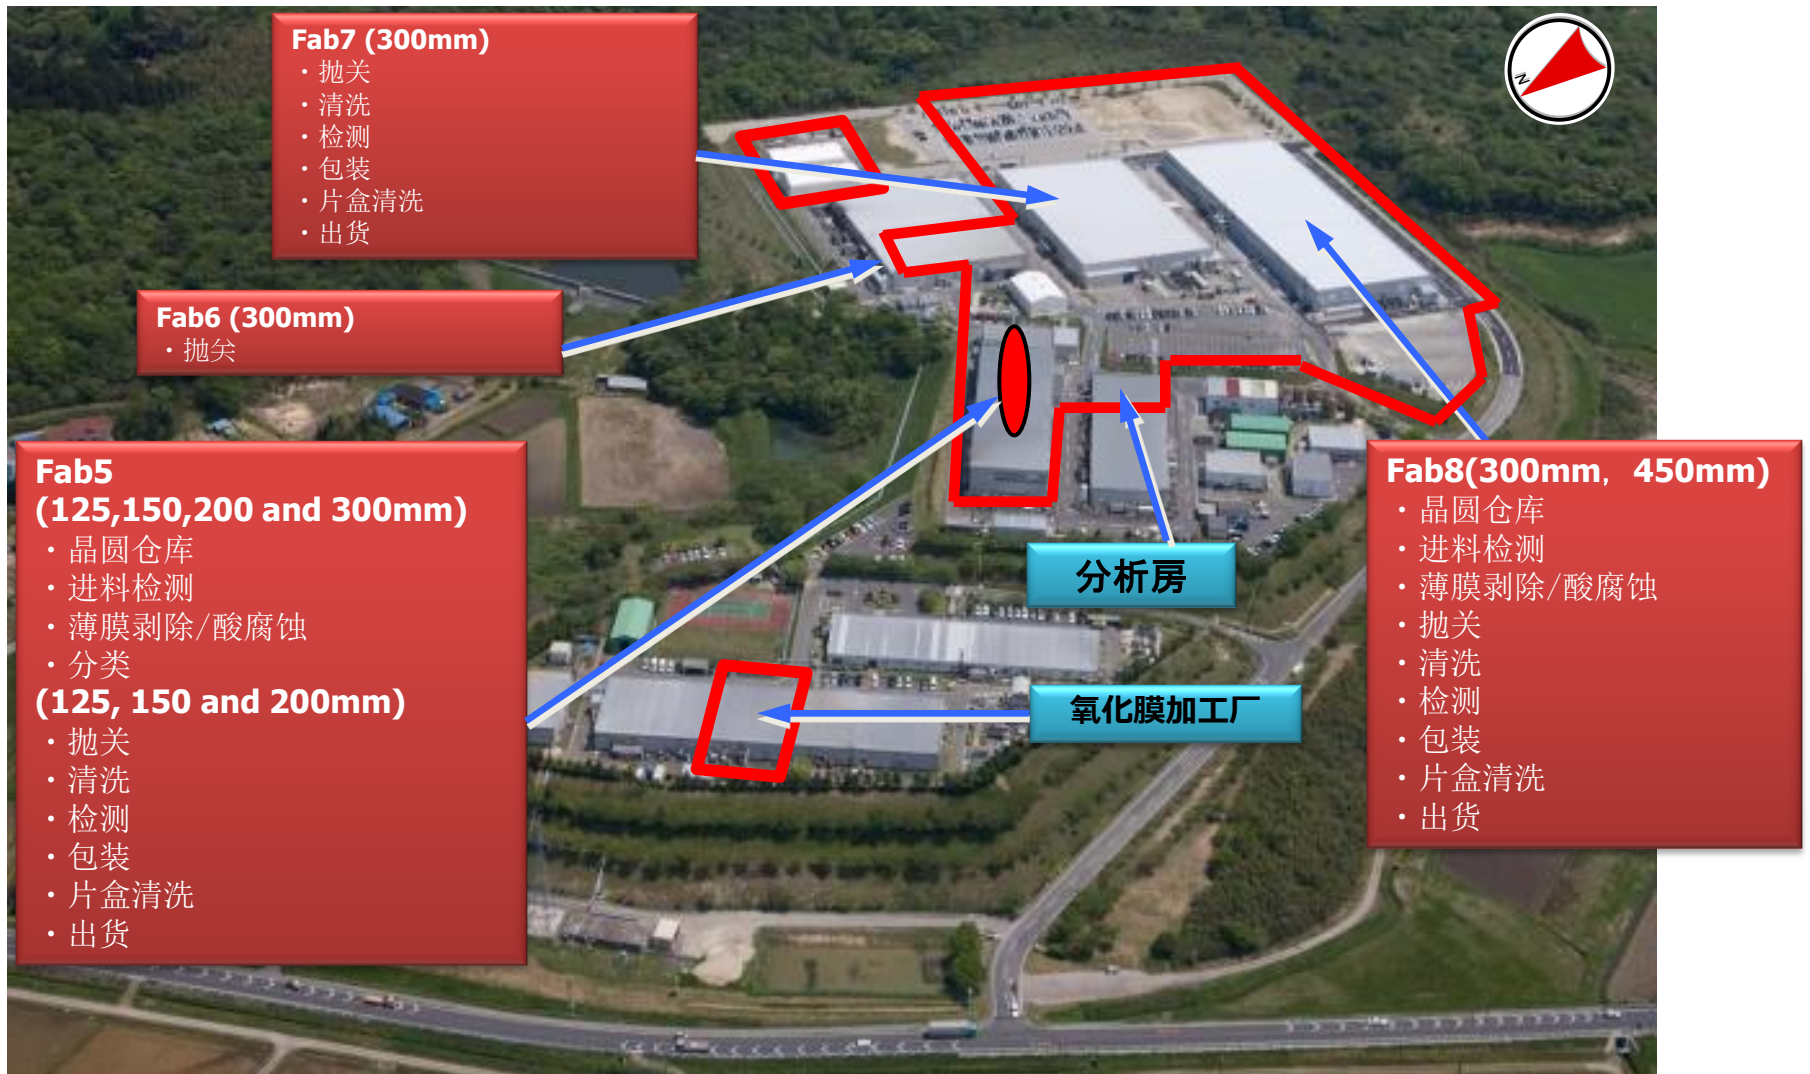 Fab7 (300mm)
・抛关
・清洗
・检测
・包装
・片盒清洗
・出货
N
Fab6 (300mm)
・抛关
Fab5
(125,150,200 and 300mm)
・晶圆仓库
・进料检测
・薄膜剥除/酸腐蚀
・分类
(125, 150 and 200mm)
・抛关
・清洗
・检测
・包装
・片盒清洗
・出货
分析房
氧化膜加工厂
Fab8(300mm, 450mm)
・晶圆仓库
・进料检测
・薄膜剥除/酸腐蚀
・抛关
・清洗
・检测
・包装
・片盒清洗
・出货